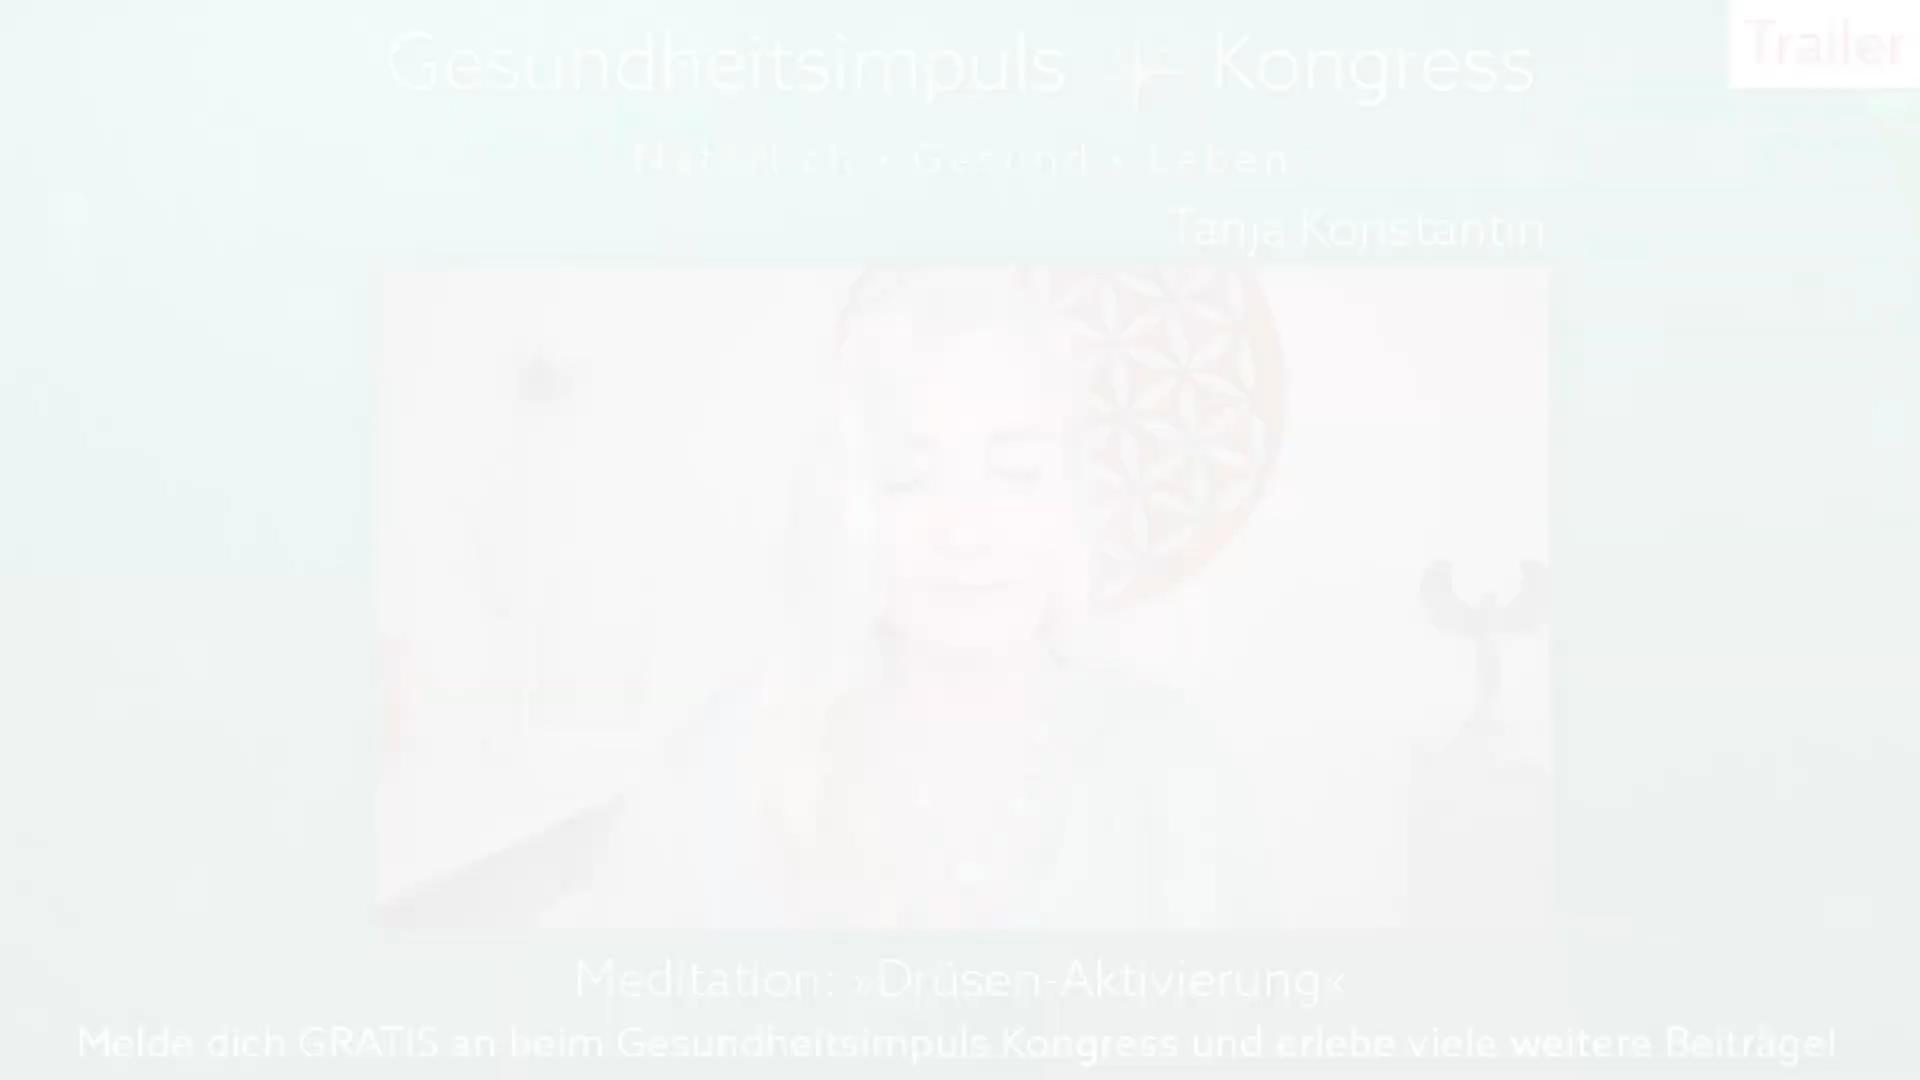 Gesundheitsimpuls + Kongress
Trailer
Natürlich • Gesund • Leben
Tanja Konstantin
Meditation: »Drüsen-Aktivierung«
Melde dich GRATIS an beim Gesundheitsimpuls Kongress und erlebe viele weitere Beiträge!